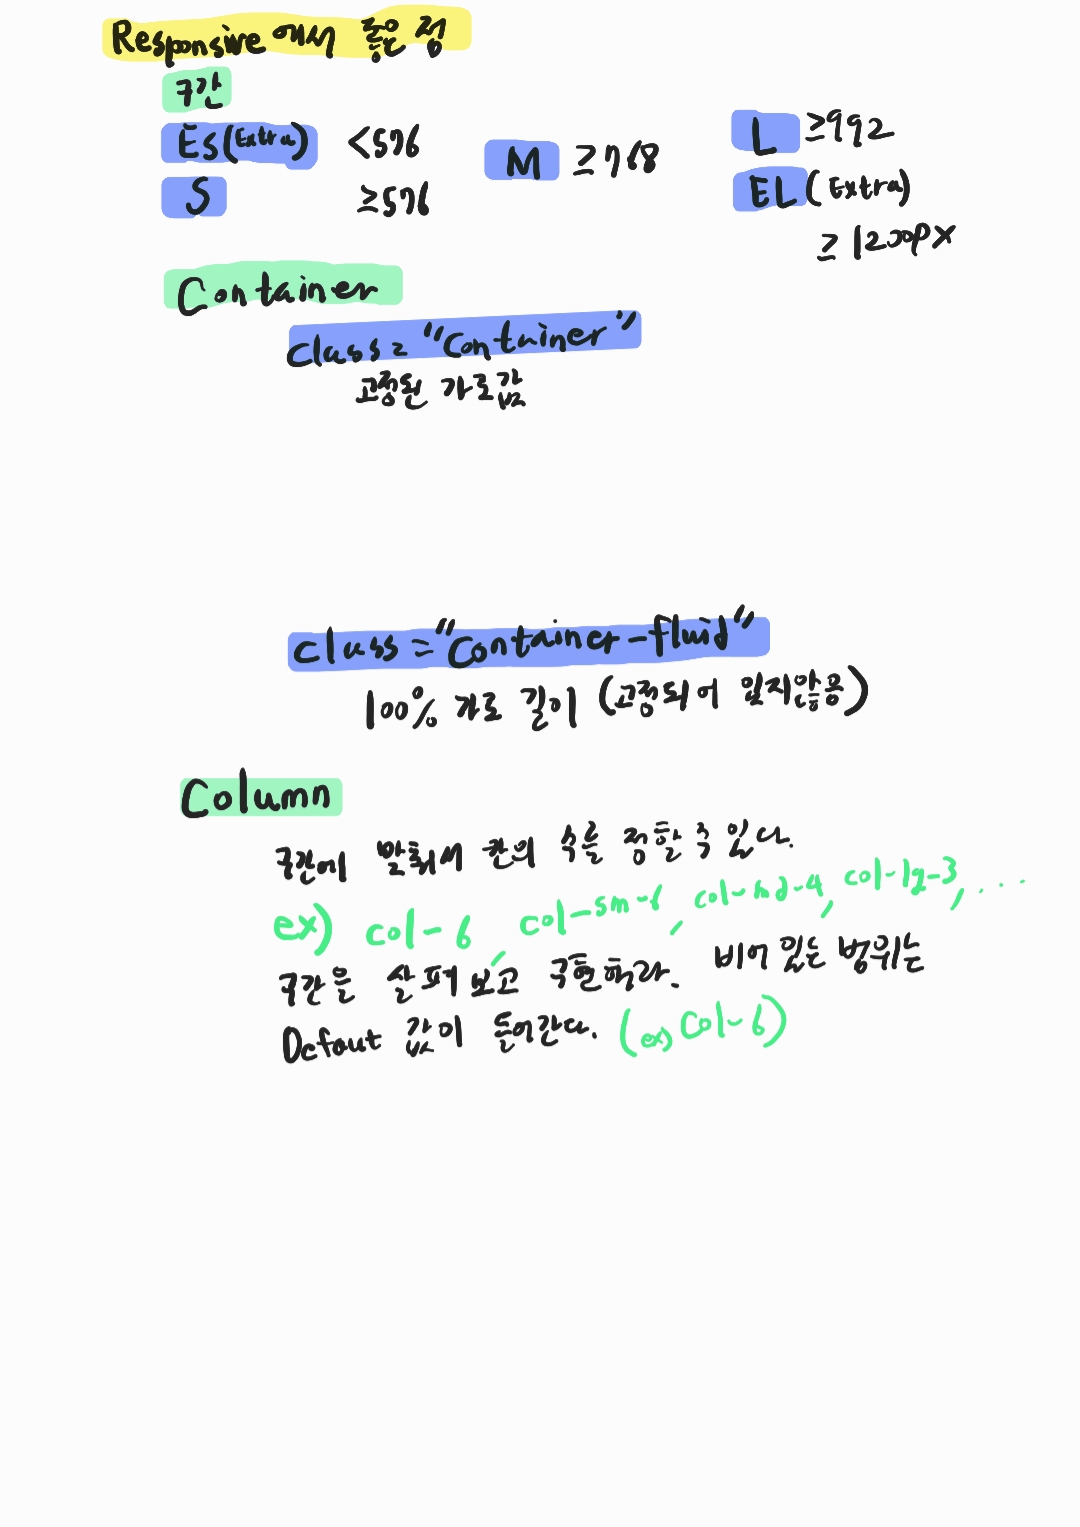 Responsive 에서 좋은 점
구간
ES(Extra) <576
S ≥576
M ≥768
L ≥992
EL(Extra)
≥1200px
Container
class="Container"
고정된 가로값
class="Container-fluid"
100% 가로 길이 (고정되어 있지않음)
Column
구간에 맞춰서 칸의 수를 정할 수 있다.
ex) col-6, col-sm-6, col-md-4, col-lg-3, ....
구간을 살펴보고 구현해라. 비어 있는 범위는
Defaut 값이 들어간다. (ex) Col-6)